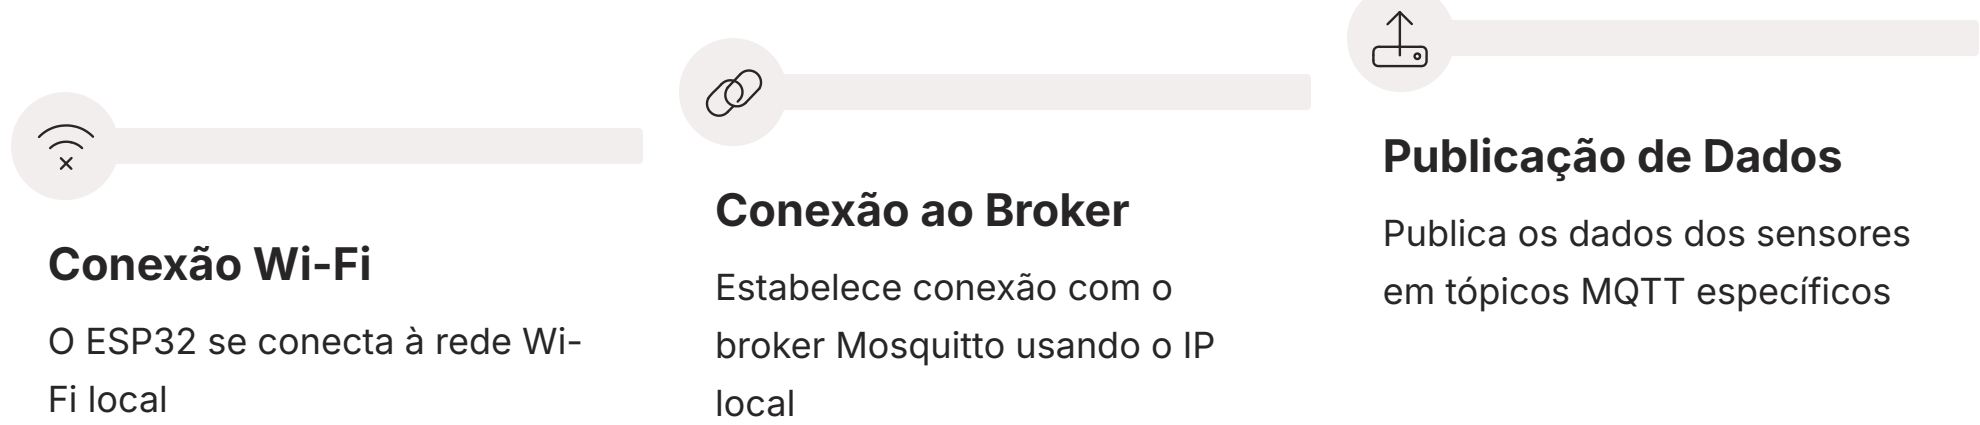 Conexão Wi-Fi
O ESP32 se conecta à rede Wi-
Fi local
Conexão ao Broker
Estabelece conexão com o
broker Mosquitto usando o IP
local
Publicação de Dados
Publica os dados dos sensores
em tópicos MQTT específicos